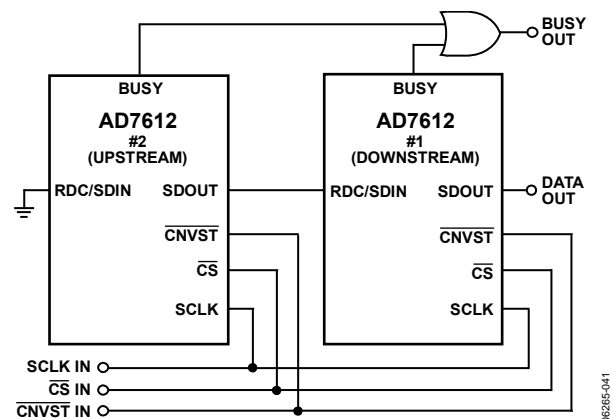 BUSY
OUT
BUSY
AD7612
#2
(UPSTREAM)
RDC/SDIN SDOUT
CNVST
CS
SCLK
BUSY
AD7612
#1
(DOWNSTREAM)
RDC/SDIN SDOUT
CNVST
CS
SCLK
DATA
OUT
SCLK IN
CS IN
CNVST IN
06265-041